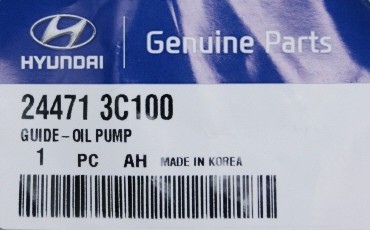 HYUNDAI
Genuine Parts
24471 3C100
GUIDE-OIL PUMP
1 PC AH MADE IN KOREA